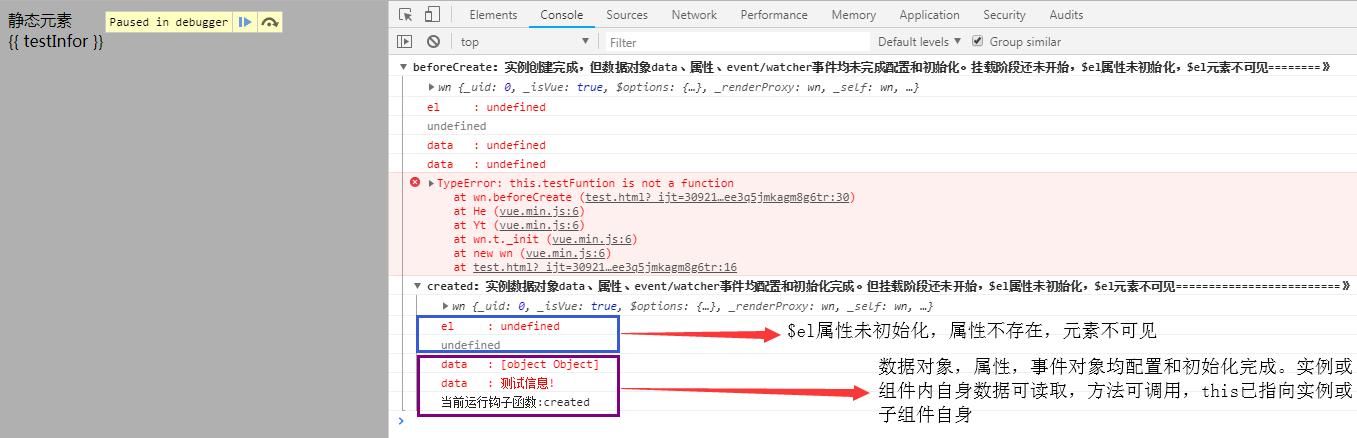 静态元素
Paused in debugger
{{ testInfor }}
Elements Console Sources Network Performance Memory Application Security Audits
top Filter Default levels ▼ Group similar
beforeCreate: 实例创建完成，但数据对象data、属性、event/watcher事件均未完成配置和初始化。挂载阶段还未开始，$el属性未初始化，$el元素不可见========》
wn {_uid: 0, _isVue: true, $options: {…}, _renderProxy: wn, _self: wn, …}
el : undefined
undefined
data : undefined
data : undefined
TypeError: this.testFuntion is not a function
at wn.beforeCreate (test.html?_ijt=30921…ee3q5jmkagm8g6tr:30)
at He (vue.min.js:6)
at Yt (vue.min.js:6)
at wn.t._init (vue.min.js:6)
at new wn (vue.min.js:6)
at test.html?_ijt=30921…ee3q5jmkagm8g6tr:16
created: 实例数据对象data、属性、event/watcher事件均配置和初始化完成。但挂载阶段还未开始，$el属性未初始化，$el元素不可见=========================》
wn {_uid: 0, _isVue: true, $options: {…}, _renderProxy: wn, _self: wn, …}
el : undefined
undefined
$el属性未初始化，属性不存在，元素不可见
data : [object Object]
data : 测试信息!
当前运行钩子函数:created
数据对象，属性，事件对象均配置和初始化完成。实例或
组件内自身数据可读取，方法可调用，this已指向实例或
子组件自身